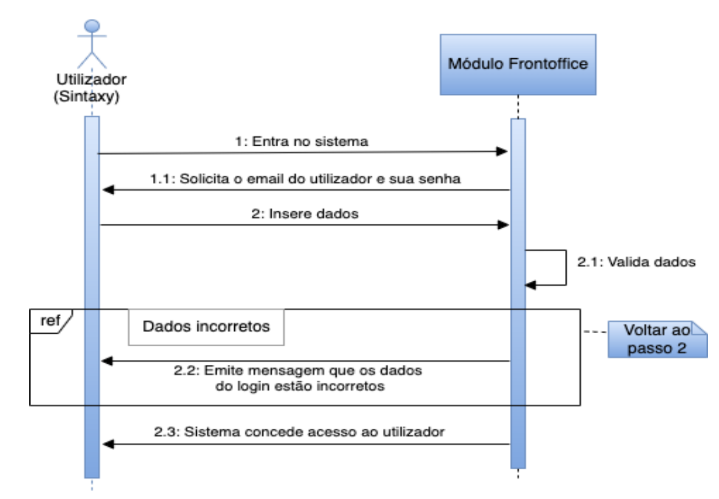 Utilizador
(Sintaxy)
Módulo Frontoffice
1: Entra no sistema
1.1: Solicita o email do utilizador e sua senha
2: Insere dados
2.1: Valida dados
ref
Dados incorretos
Voltar ao
passo 2
2.2: Emite mensagem que os dados
do login estão incorretos
2.3: Sistema concede acesso ao utilizador